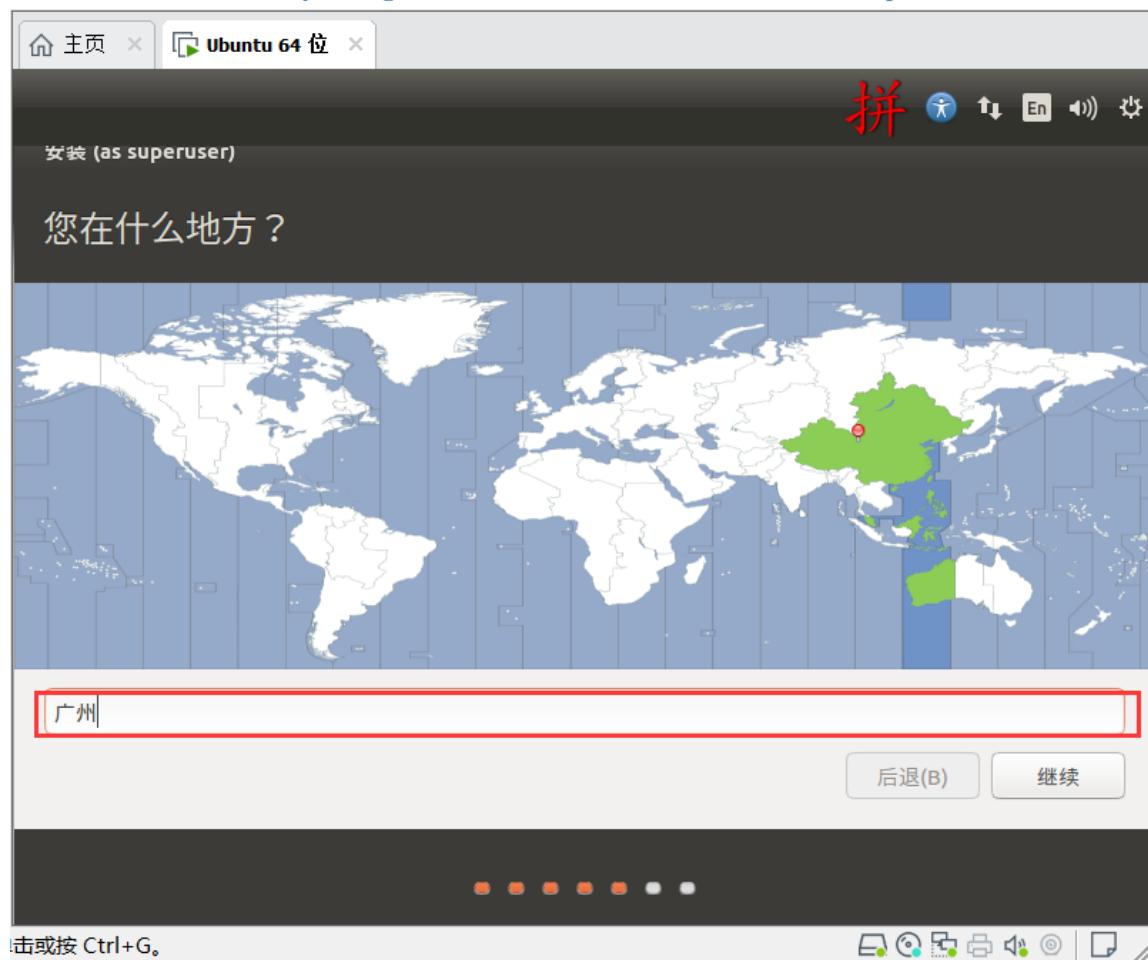 主页
Ubuntu 64 位
拼 En
安装 (as superuser)
您在什么地方？
广州
后退(B) 继续
击或按 Ctrl+G。